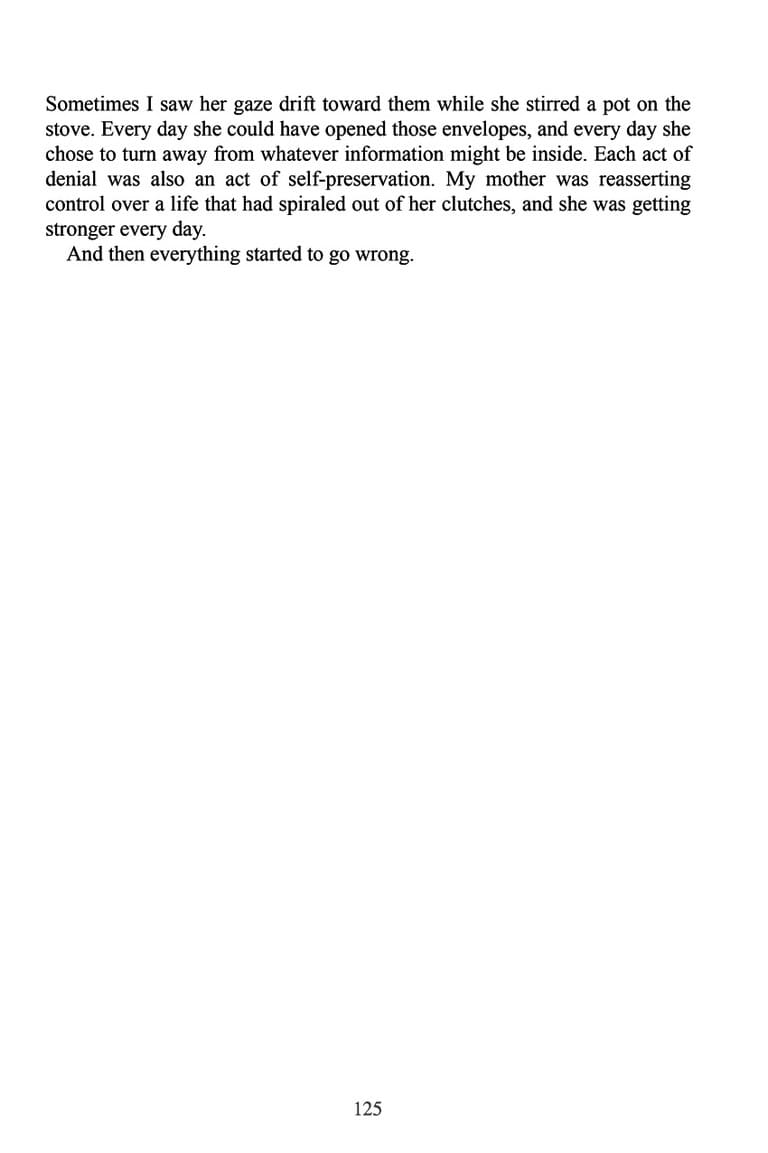 Sometimes I saw her gaze drift toward them while she stirred a pot on the
stove. Every day she could have opened those envelopes, and every day she
chose to turn away from whatever information might be inside. Each act of
denial was also an act of self-preservation. My mother was reasserting
control over a life that had spiraled out of her clutches, and she was getting
stronger every day.
And then everything started to go wrong.
125